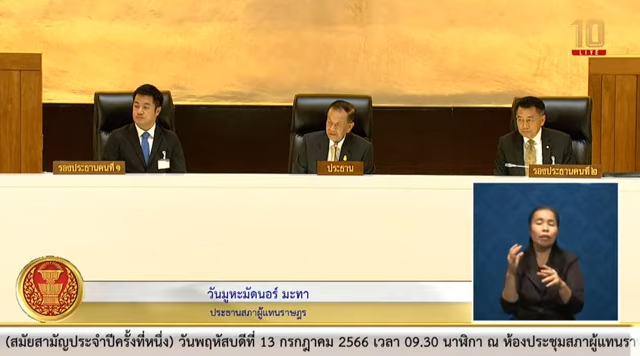 10
LIVE
รองประธานคนที่ ๑
ประธาน
รองประธานคนที่ ๒
วันมูหะมัดนอร์ มะทา
ประธานสภาผู้แทนราษฎร
(สมัยสามัญประจำปีครั้งที่หนึ่ง) วันพฤหัสบดีที่ 13 กรกฎาคม 2566 เวลา 09.30 นาฬิกา ณ ห้องประชุมสภาผู้แทนรา